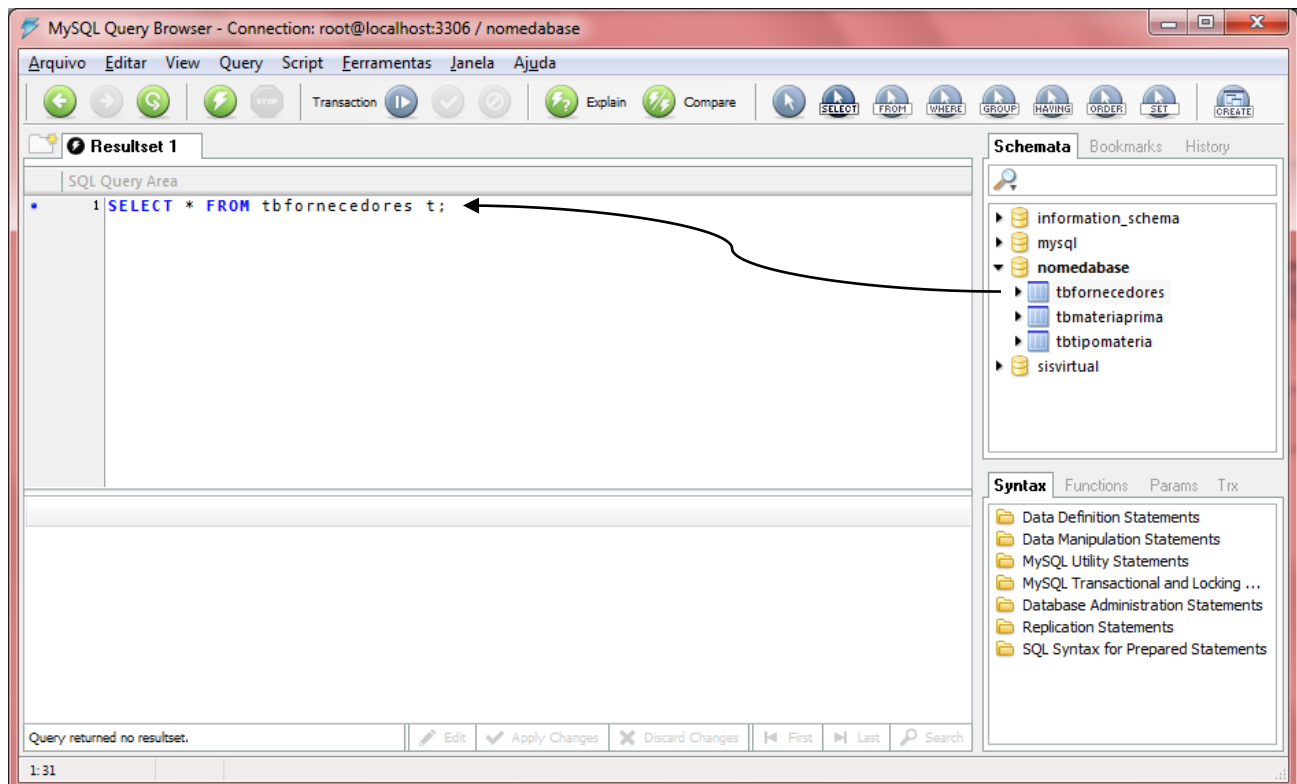 MySQL Query Browser - Connection: root@localhost:3306 / nomedabase
Arquivo Editar View Query Script Ferramentas Janela Ajuda
STOP Transaction Explain Compare SELECT FROM WHERE GROUP HAVING ORDER SET CREATE
Resultset 1
SQL Query Area
1 SELECT * FROM tbfornecedores t;
Schemata Bookmarks History
information_schema
mysql
nomedabase
tbfornecedores
tbmateriaprima
tbtipomateria
sisvirtual
Syntax Functions Params Trx
Data Definition Statements
Data Manipulation Statements
MySQL Utility Statements
MySQL Transactional and Locking ...
Database Administration Statements
Replication Statements
SQL Syntax for Prepared Statements
Query returned no resultset. Edit Apply Changes Discard Changes First Last Search
1:31